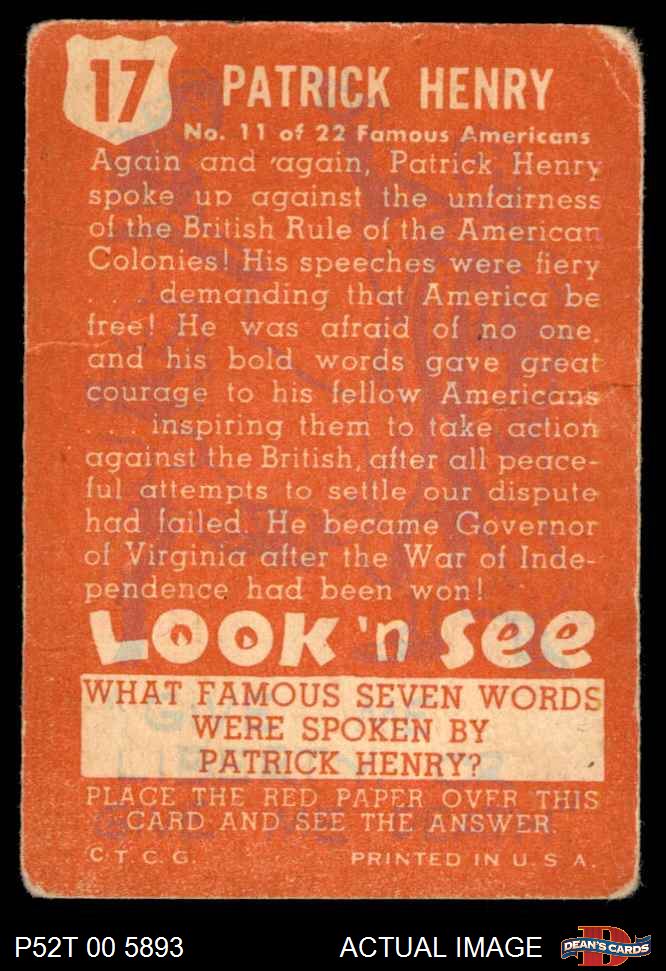 17
PATRICK HENRY
No. 11 of 22 Famous Americans
Again and again, Patrick Henry
spoke up against the unfairness
of the British Rule of the American
Colonies! His speeches were fiery
. . . . demanding that America be
free! He was afraid of no one,
and his bold words gave great
courage to his fellow Americans
. . . . inspiring them to take action
against the British, after all peace-
ful attempts to settle our dispute
had failed. He became Governor
of Virginia after the War of Inde-
pendence had been won!
LOOK 'n SEE
WHAT FAMOUS SEVEN WORDS
WERE SPOKEN BY
PATRICK HENRY?
PLACE THE RED PAPER OVER THIS
CARD AND SEE THE ANSWER.
C.T.C.G. PRINTED IN U.S.A.
P52T 00 5893 ACTUAL IMAGE DEAN'S CARDS